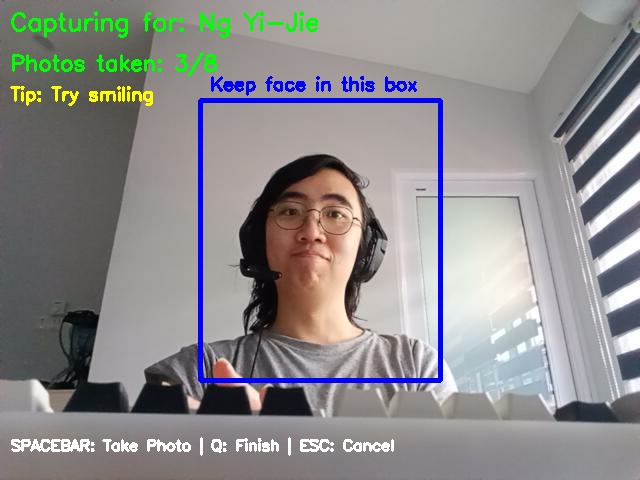 Capturing for: Ng Yi-Jie
Photos taken: 3/8
Tip: Try smiling
Keep face in this box
SPACEBAR: Take Photo | Q: Finish | ESC: Cancel